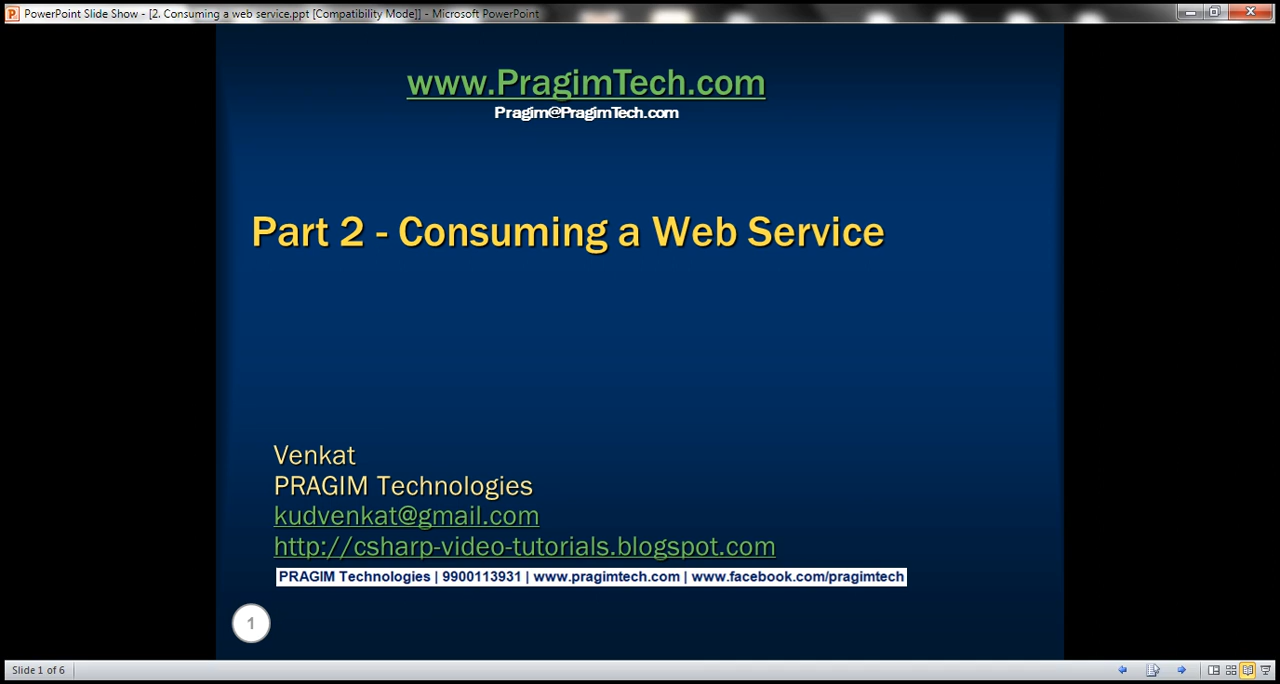 PowerPoint Slide Show - [2. Consuming a web service.ppt [Compatibility Mode]] - Microsoft PowerPoint
www.PragimTech.com
Pragim@PragimTech.com
Part 2 - Consuming a Web Service
Venkat
PRAGIM Technologies
kudvenkat@gmail.com
http://csharp-video-tutorials.blogspot.com
PRAGIM Technologies | 9900113931 | www.pragimtech.com | www.facebook.com/pragimtech
1
Slide 1 of 6